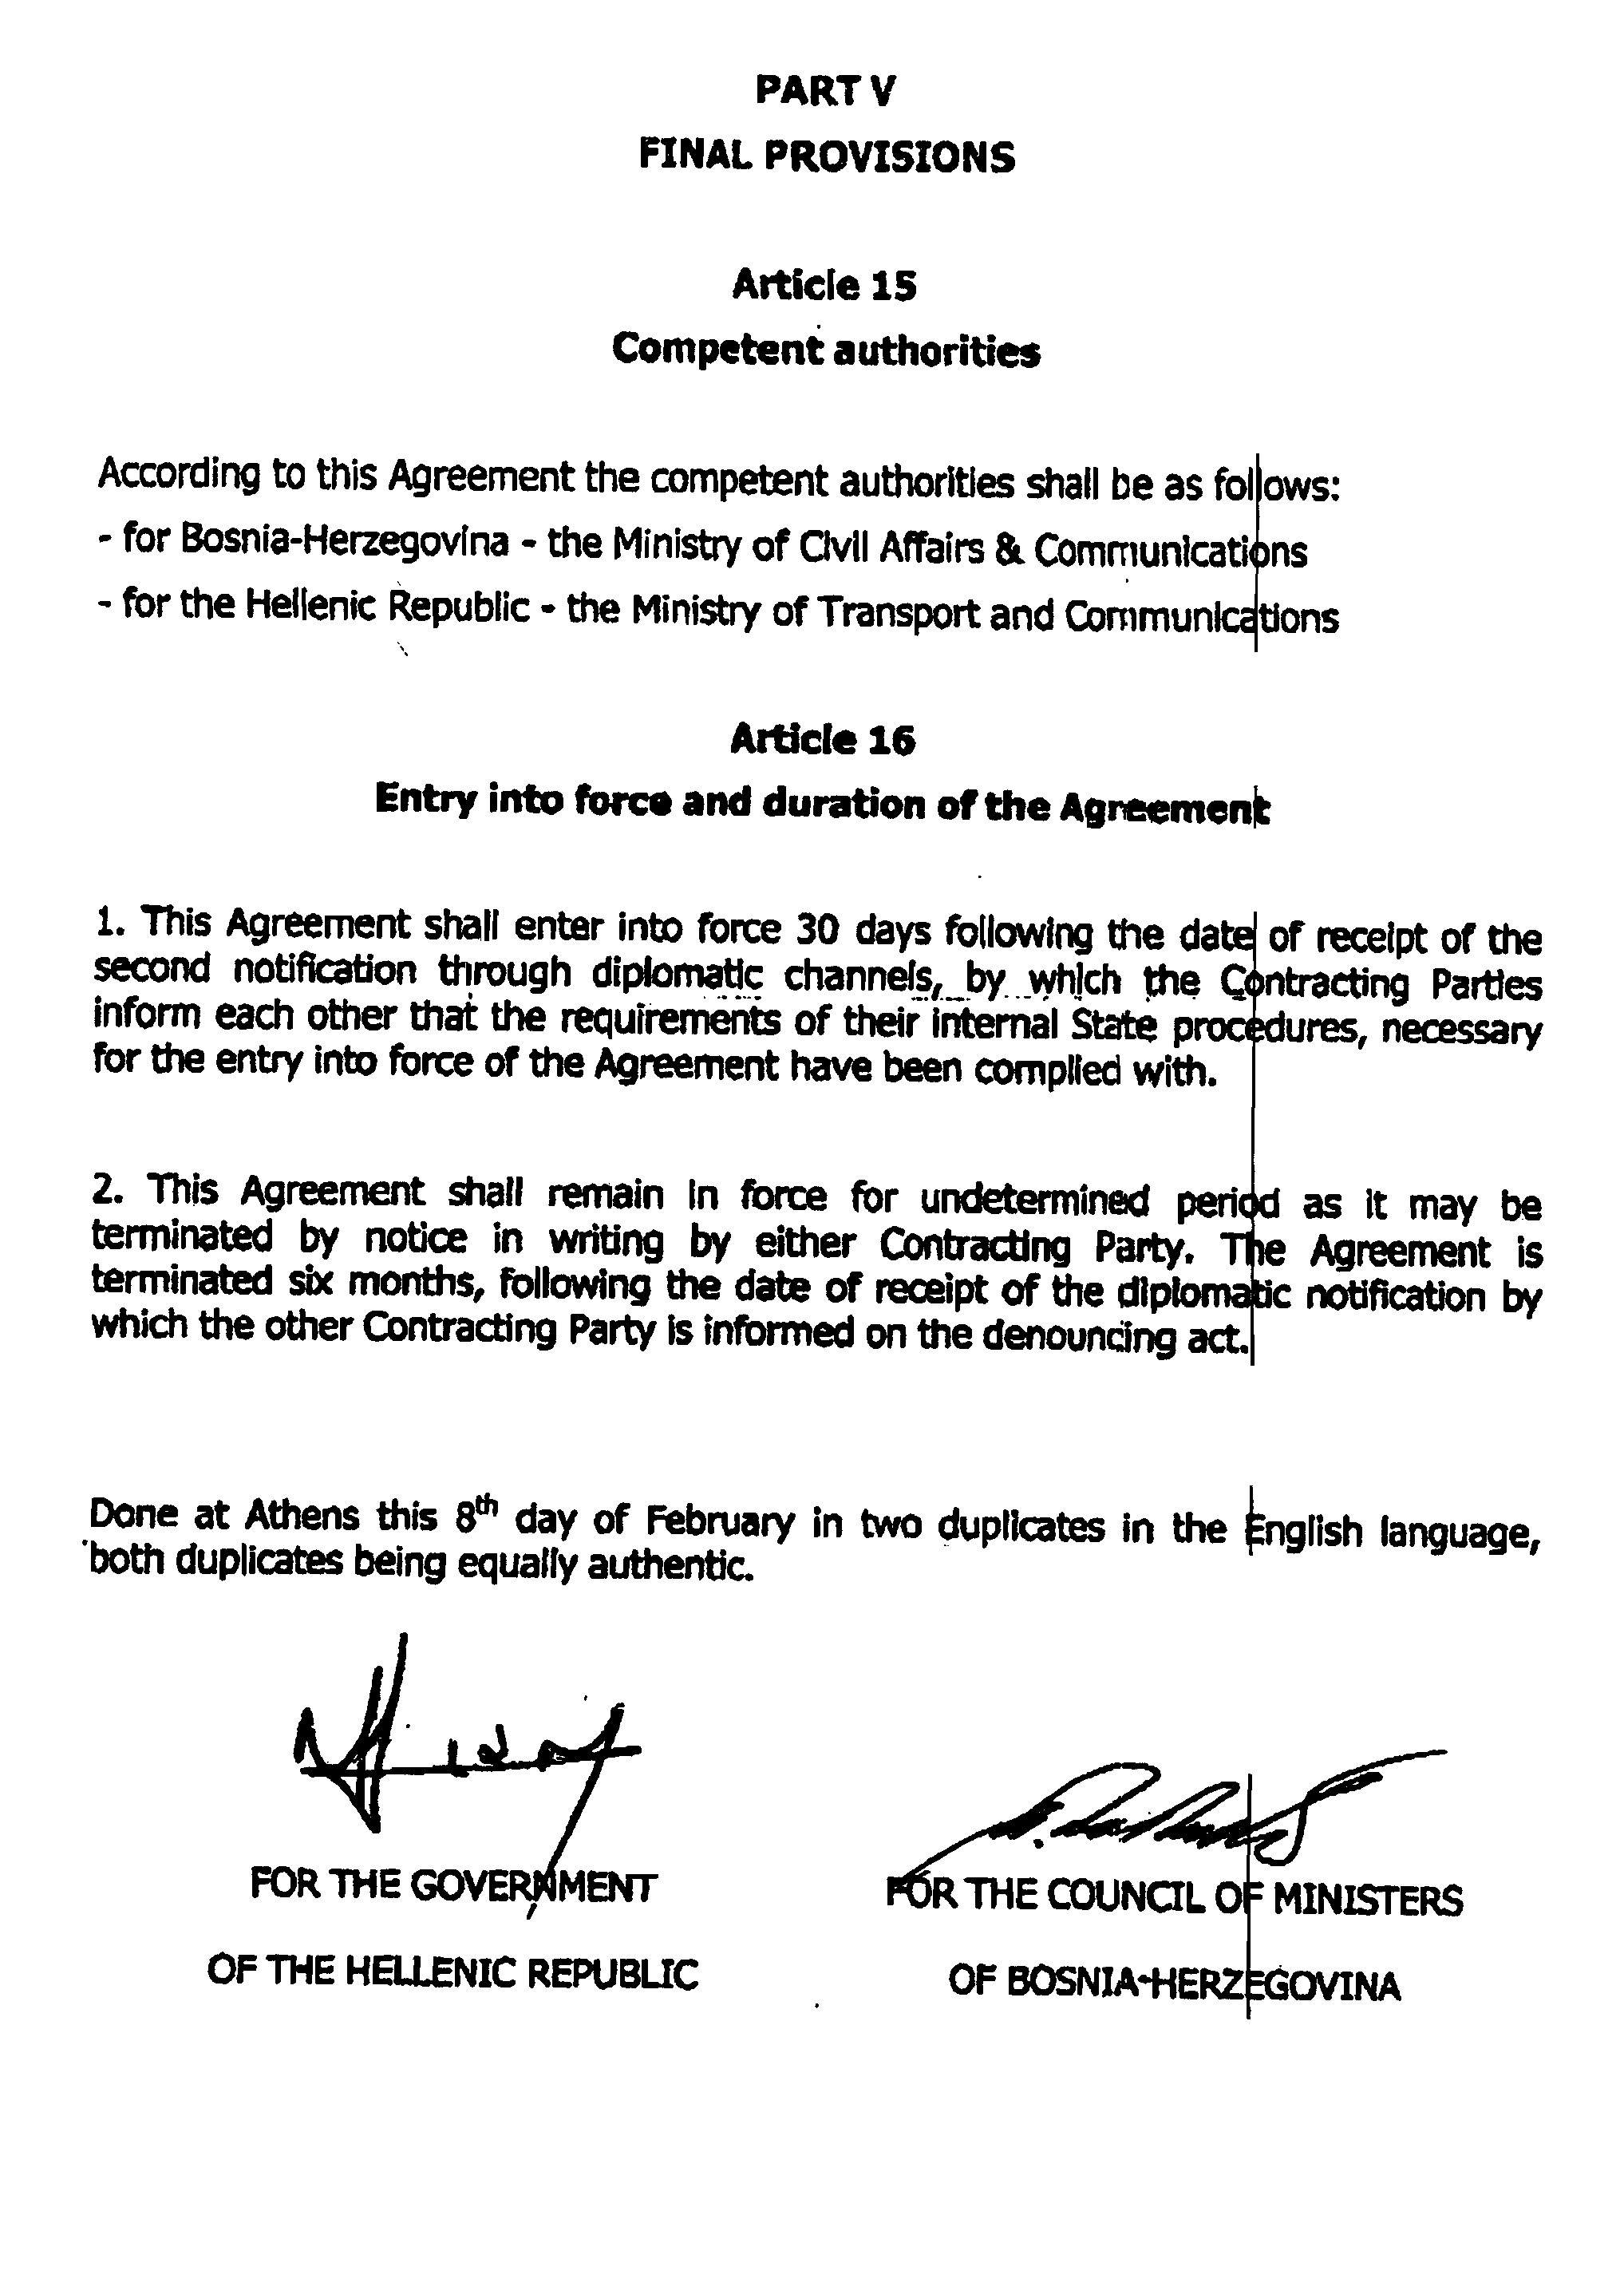 PART V
FINAL PROVISIONS
Article 15
Competent authorities
According to this Agreement the competent authorities shall be as follows:
- for Bosnia-Herzegovina - the Ministry of Civil Affairs & Communications
- for the Hellenic Republic - the Ministry of Transport and Communications
Article 16
Entry into force and duration of the Agreement
1. This Agreement shall enter into force 30 days following the date of receipt of the
second notification through diplomatic channels, by which the Contracting Parties
inform each other that the requirements of their internal State procedures, necessary
for the entry into force of the Agreement have been complied with.
2. This Agreement shall remain in force for undetermined period as it may be
terminated by notice in writing by either Contracting Party. The Agreement is
terminated six months, following the date of receipt of the diplomatic notification by
which the other Contracting Party is informed on the denouncing act.
Done at Athens this 8th day of February in two duplicates in the English language,
both duplicates being equally authentic.
FOR THE GOVERNMENT
OF THE HELLENIC REPUBLIC
FOR THE COUNCIL OF MINISTERS
OF BOSNIA-HERZEGOVINA